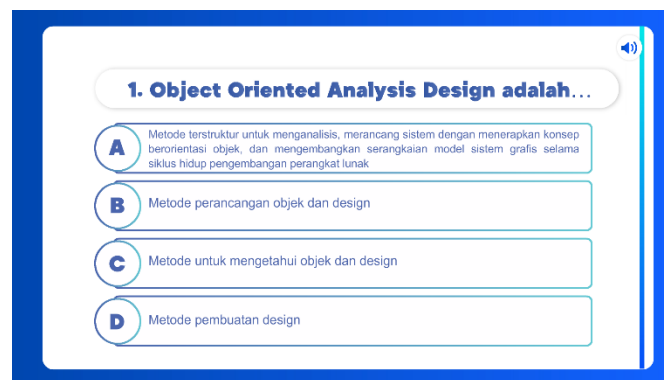 1. Object Oriented Analysis Design adalah...
A
Metode terstruktur untuk menganalisis, merancang sistem dengan menerapkan konsep
berorientasi objek, dan mengembangkan serangkaian model sistem grafis selama
siklus hidup pengembangan perangkat lunak
B
Metode perancangan objek dan design
C
Metode untuk mengetahui objek dan design
D
Metode pembuatan design